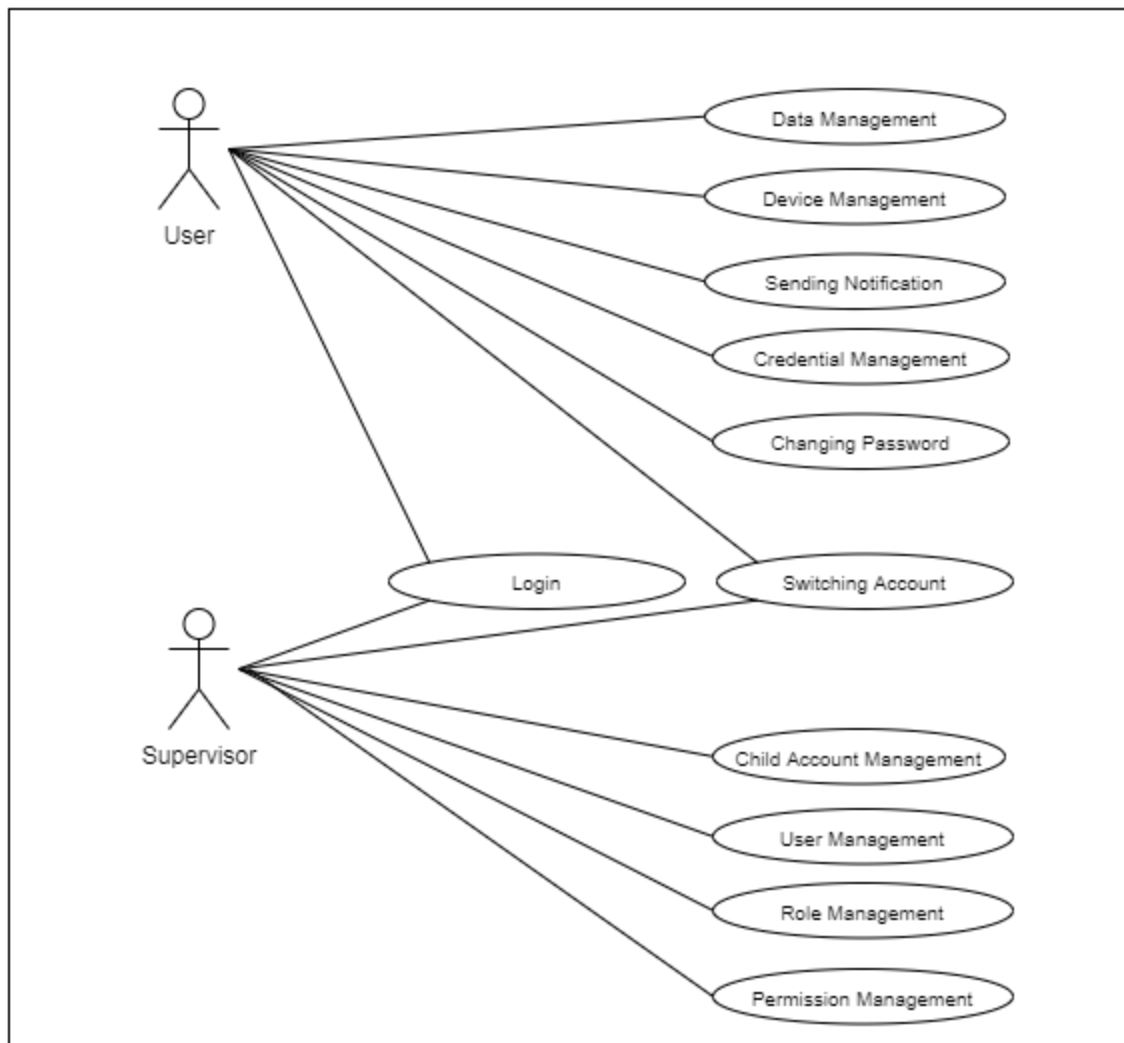 Data Management
Device Management
User
Sending Notification
Credential Management
Changing Password
Login
Switching Account
Supervisor
Child Account Management
User Management
Role Management
Permission Management